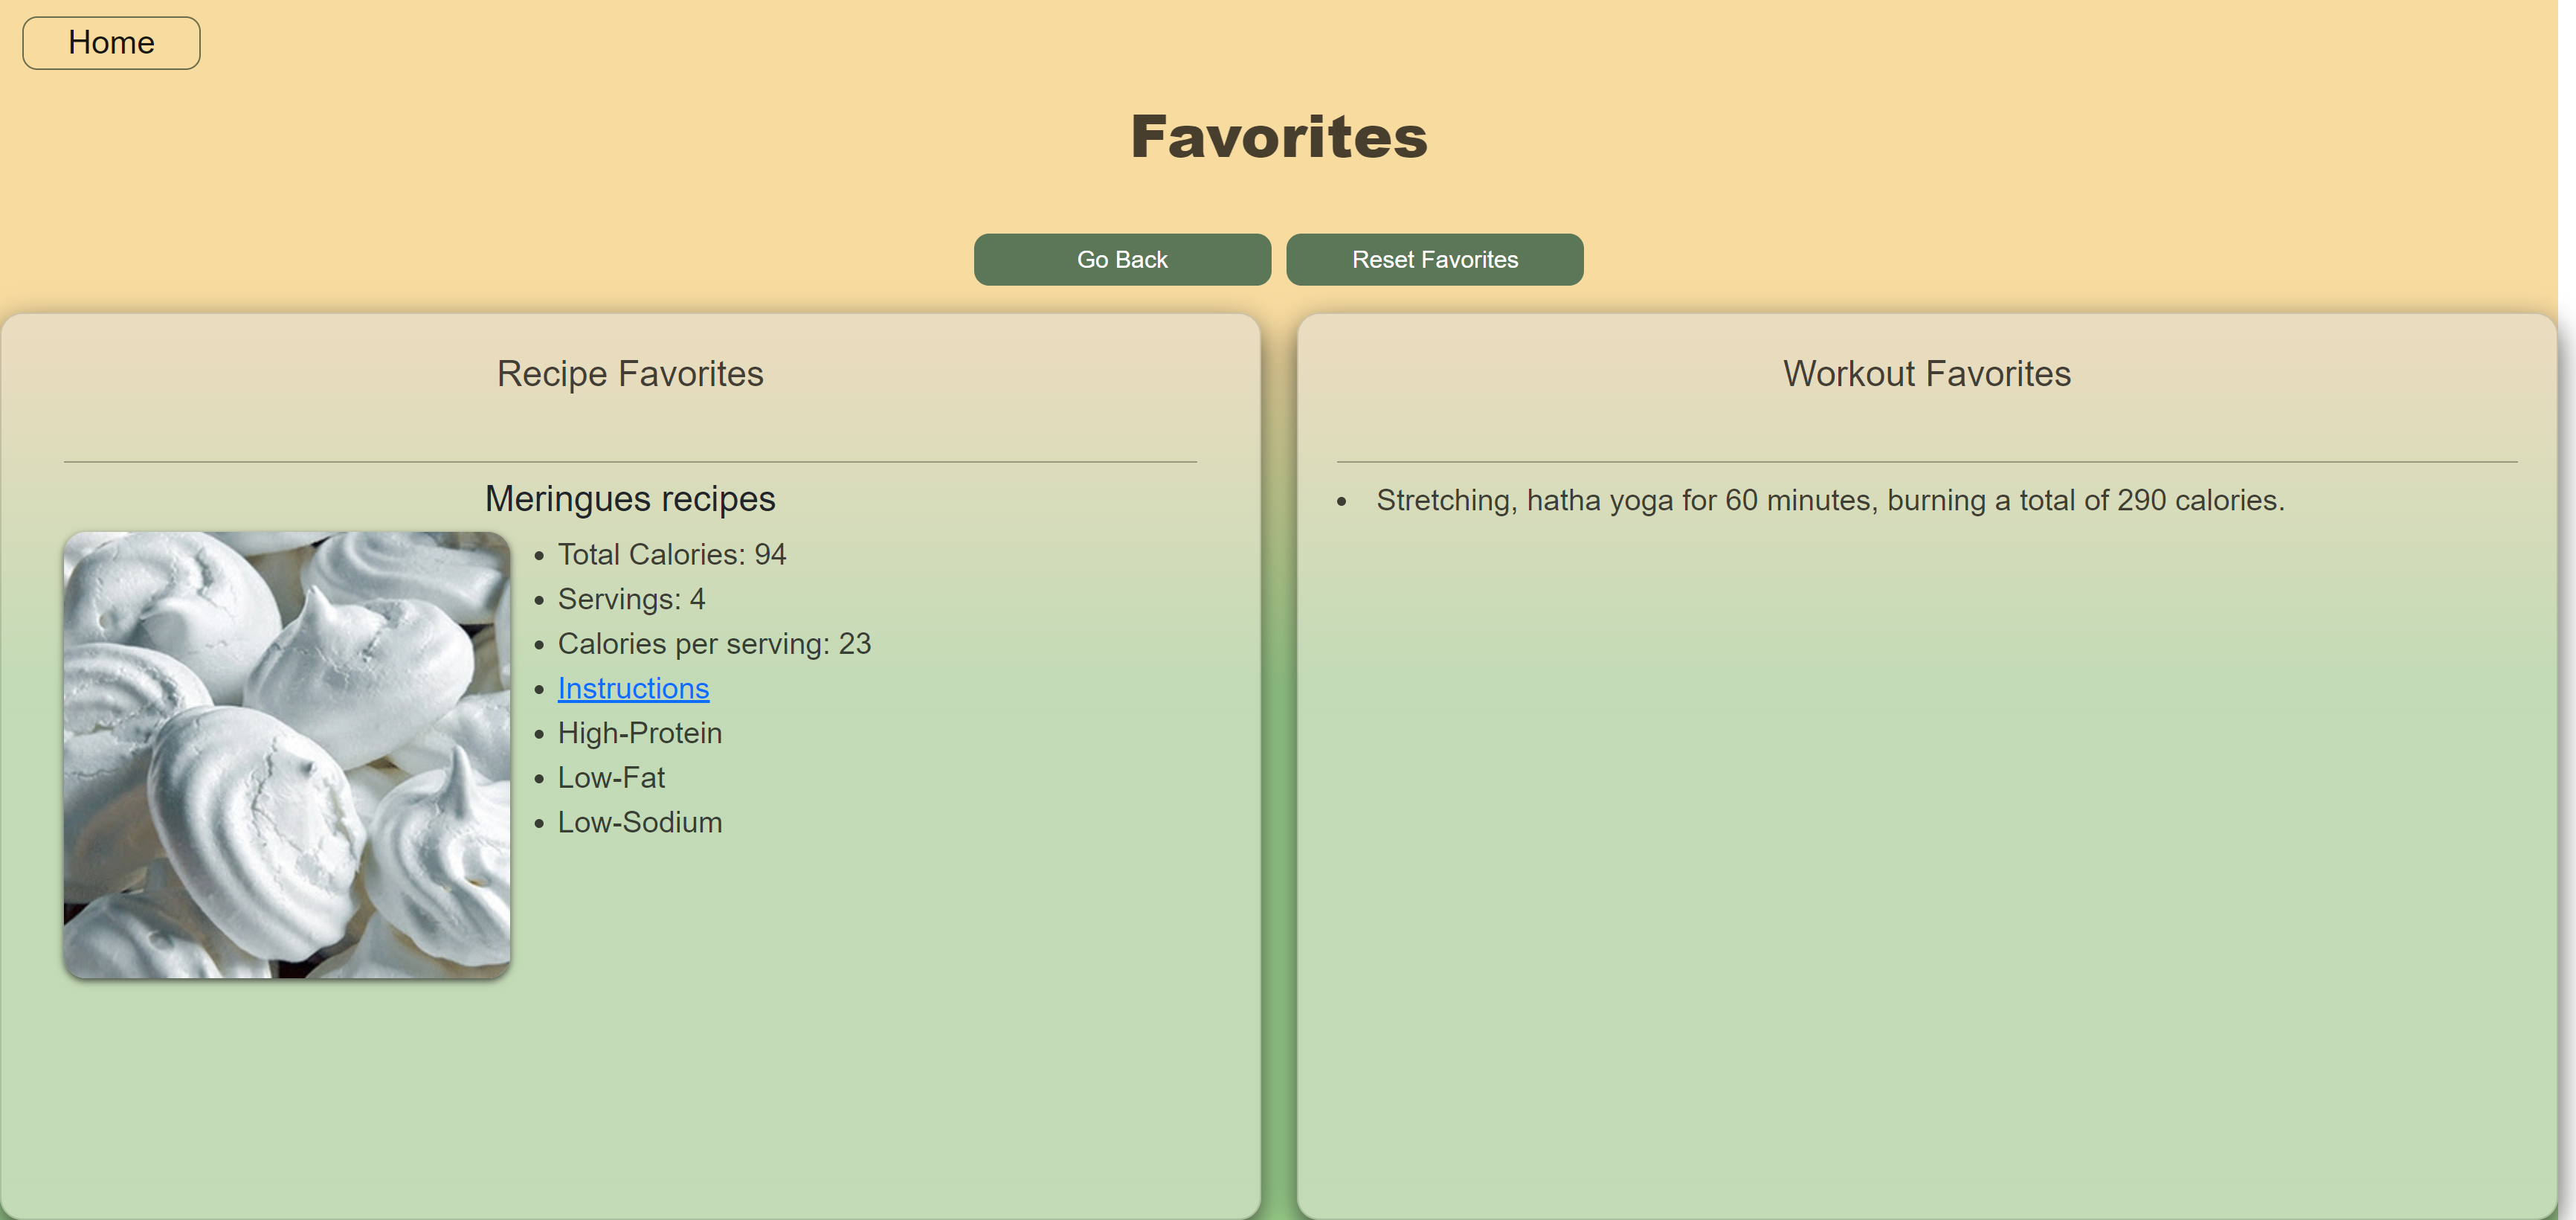 Home
Favorites
Go Back
Reset Favorites
Recipe Favorites
Meringues recipes
Total Calories: 94
Servings: 4
Calories per serving: 23
Instructions
High-Protein
Low-Fat
Low-Sodium
Workout Favorites
Stretching, hatha yoga for 60 minutes, burning a total of 290 calories.